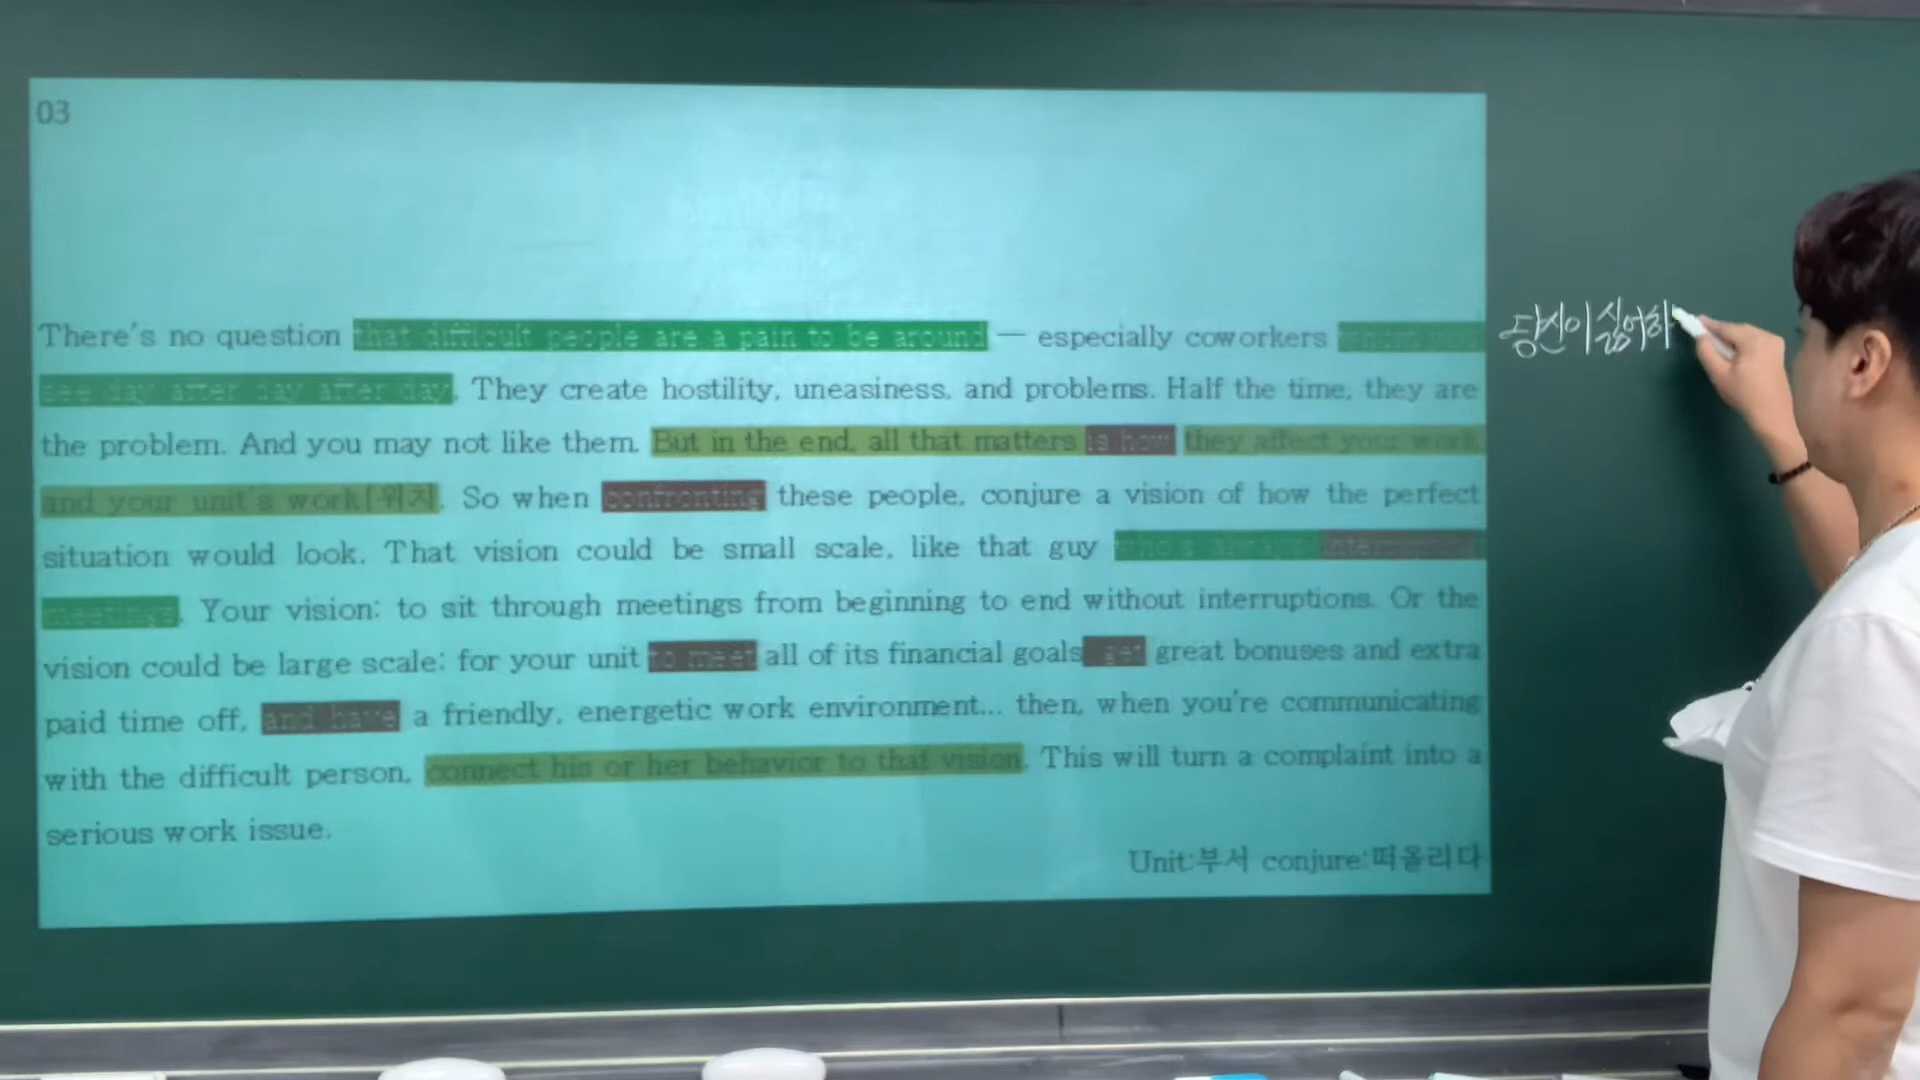 03
There's no question that difficult people are a pain to be around — especially coworkers whom you
see day after day after day. They create hostility, uneasiness, and problems. Half the time, they are
the problem. And you may not like them. But in the end, all that matters is how they affect your work
and your unit's work[위치. So when confronting these people, conjure a vision of how the perfect
situation would look. That vision could be small scale, like that guy who's always interrupting
meetings. Your vision: to sit through meetings from beginning to end without interruptions. Or the
vision could be large scale: for your unit to meet all of its financial goals get great bonuses and extra
paid time off, and have a friendly, energetic work environment... then, when you're communicating
with the difficult person, connect his or her behavior to that vision. This will turn a complaint into a
serious work issue.
Unit:부서 conjure:떠올리다
당신이 싫어하